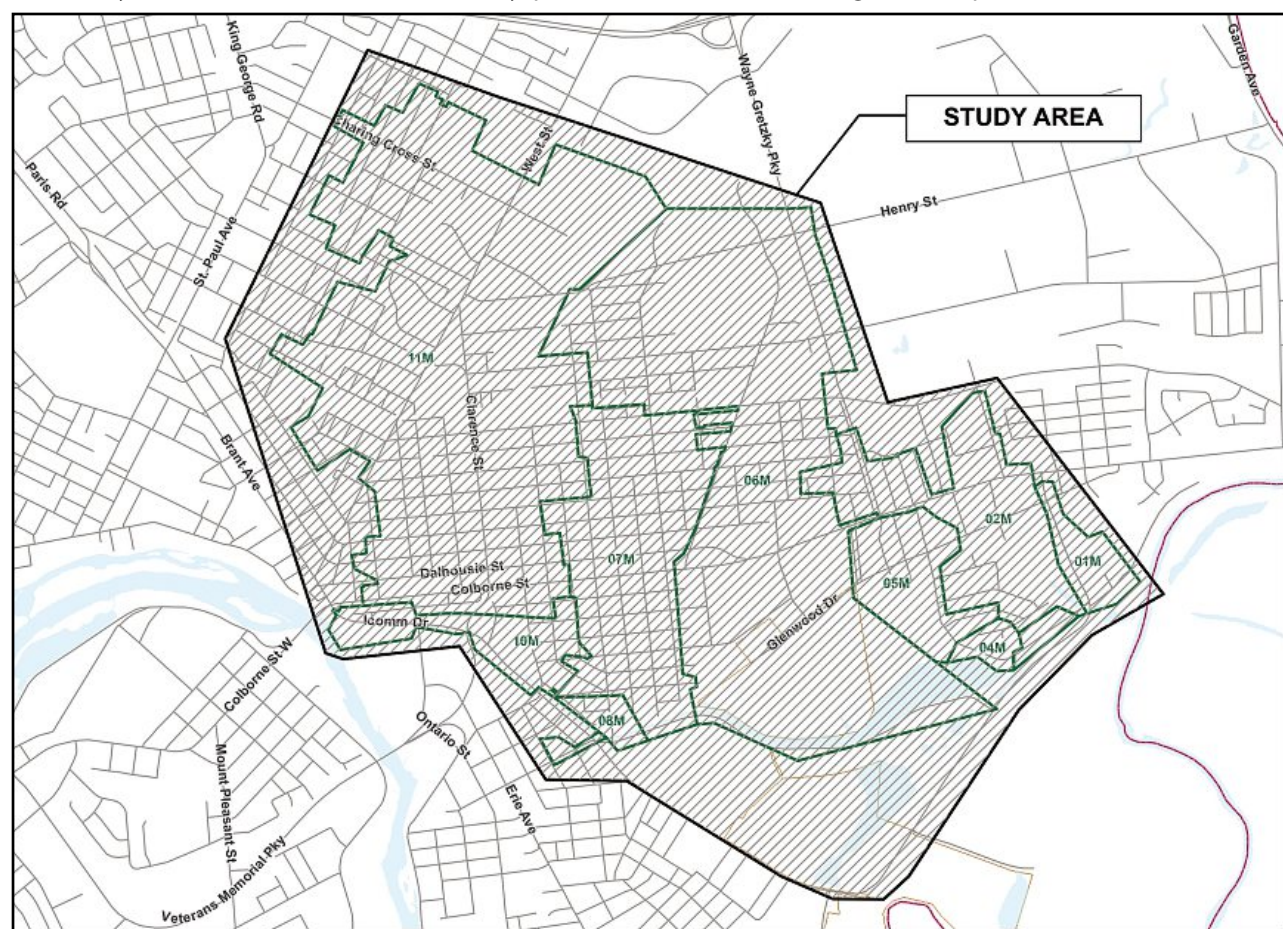 King George Rd
Wayne Gretzky Pky
Garden Ave
STUDY AREA
Charing Cross St
West St
Paris Rd
St. Paul Ave
Henry St
11M
Clarence St
Brant Ave
06M
02M
01M
07M
05M
Dalhousie St
Colborne St
Icomm Dr
Glenwood Dr
10M
04M
Colborne St W
08M
Ontario St
Mount Pleasant St
Erie Ave
Veterans Memorial Pky